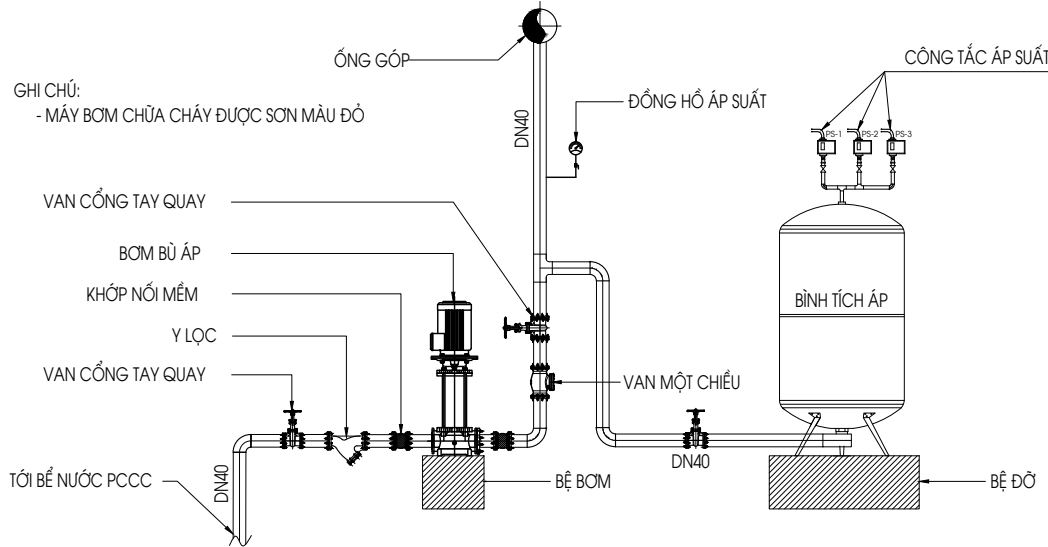 ỐNG GÓP
CÔNG TẮC ÁP SUẤT
GHI CHÚ:
- MÁY BƠM CHỮA CHÁY ĐƯỢC SƠN MÀU ĐỎ
ĐỒNG HỒ ÁP SUẤT
DN40
PS-1
PS-2
PS-3
VAN CỔNG TAY QUAY
BƠM BÙ ÁP
KHỚP NỐI MỀM
BÌNH TÍCH ÁP
Y LỌC
VAN CỔNG TAY QUAY
VAN MỘT CHIỀU
DN40
TỚI BỂ NƯỚC PCCC
DN40
BỆ BƠM
BỆ ĐỠ